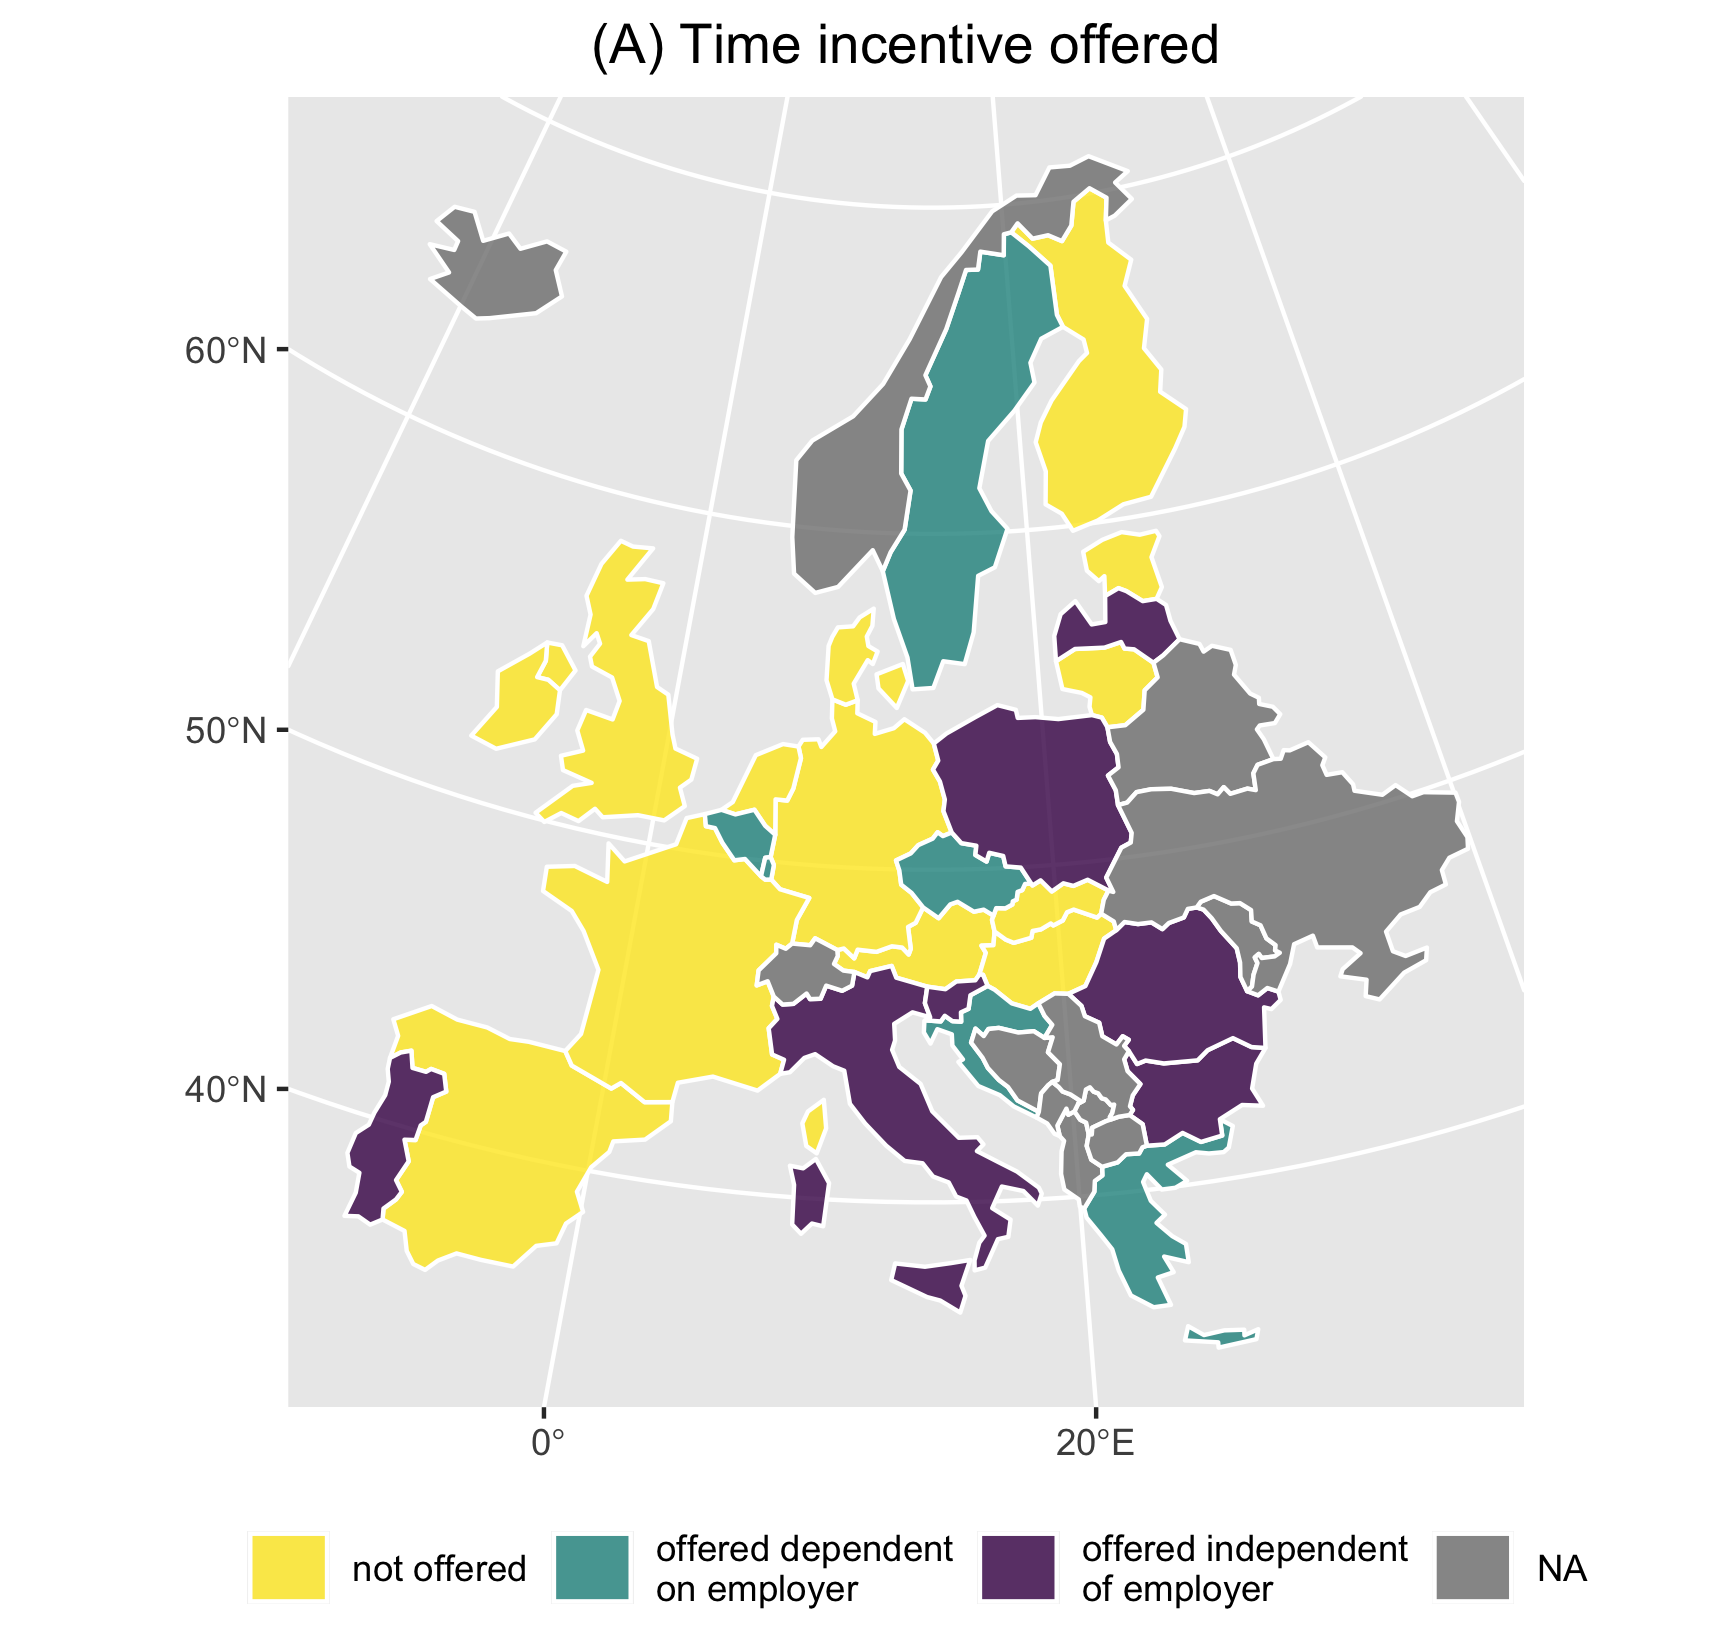 (A) Time incentive offered
60°N
50°N
40°N
0°
20°E
not offered
offered dependent
on employer
offered independent
of employer
NA